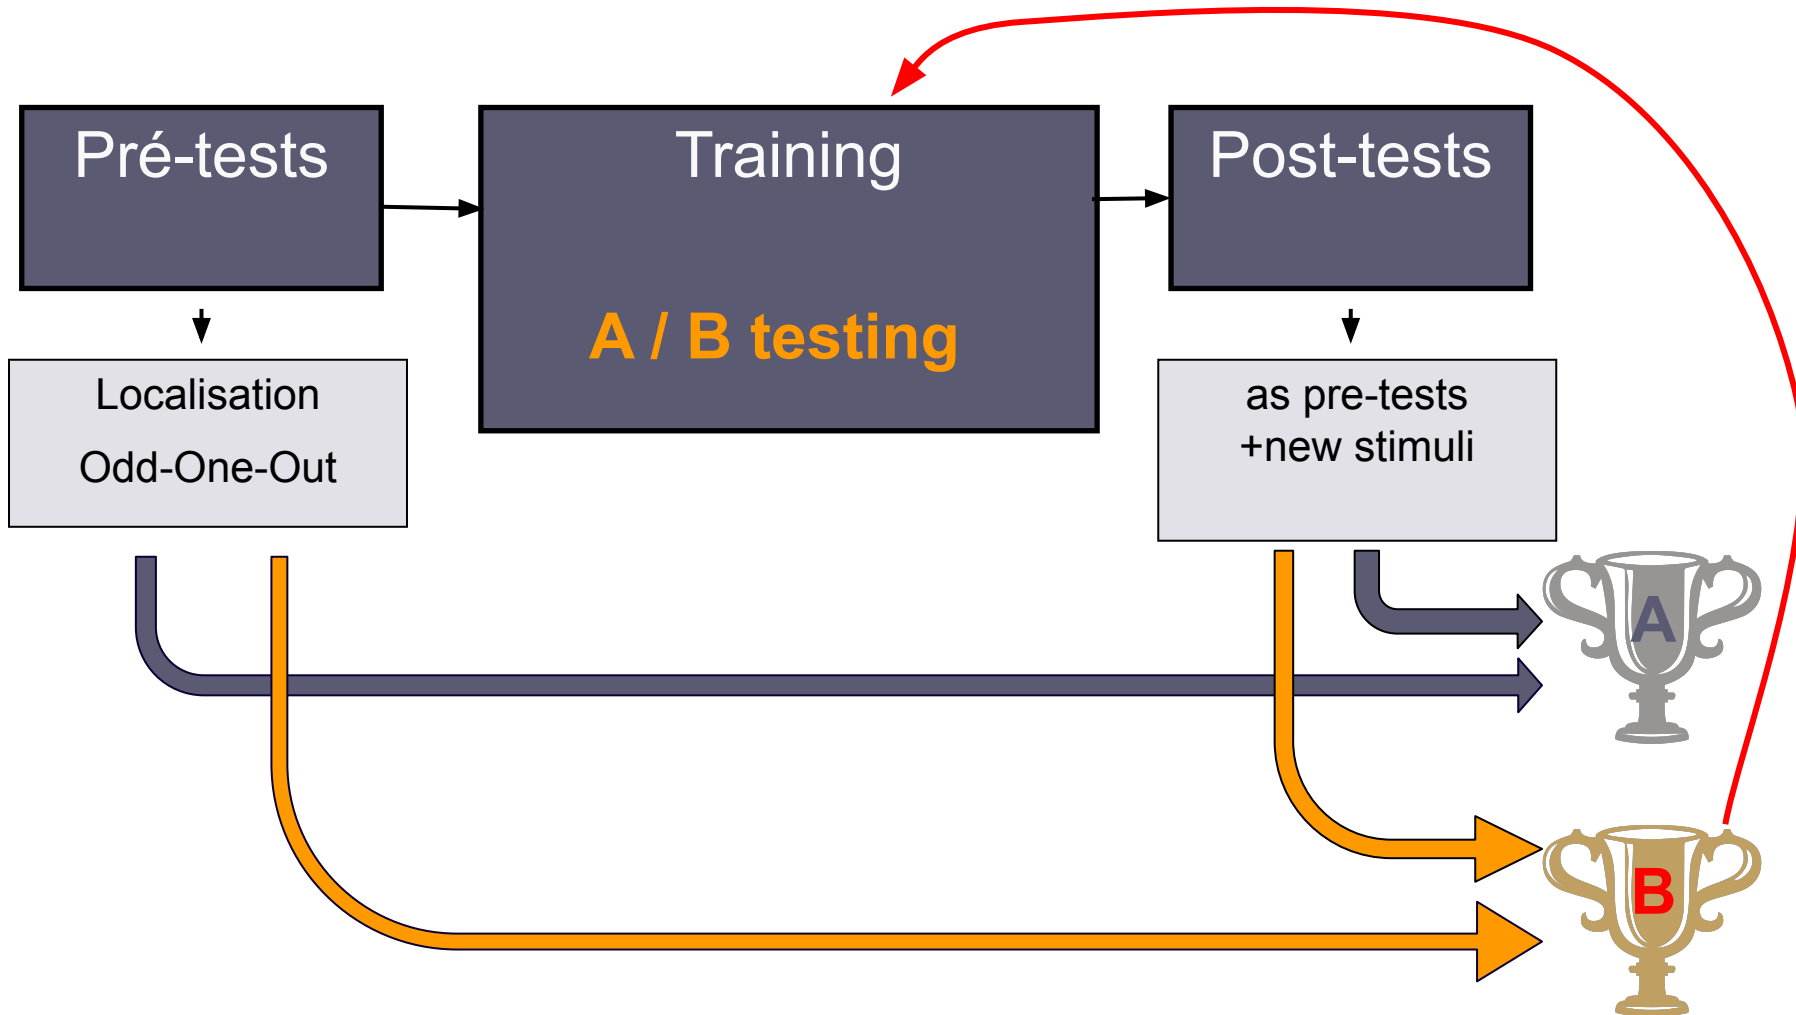 Pré-tests
Training
Post-tests
A / B testing
Localisation
Odd-One-Out
as pre-tests
+new stimuli
A
B